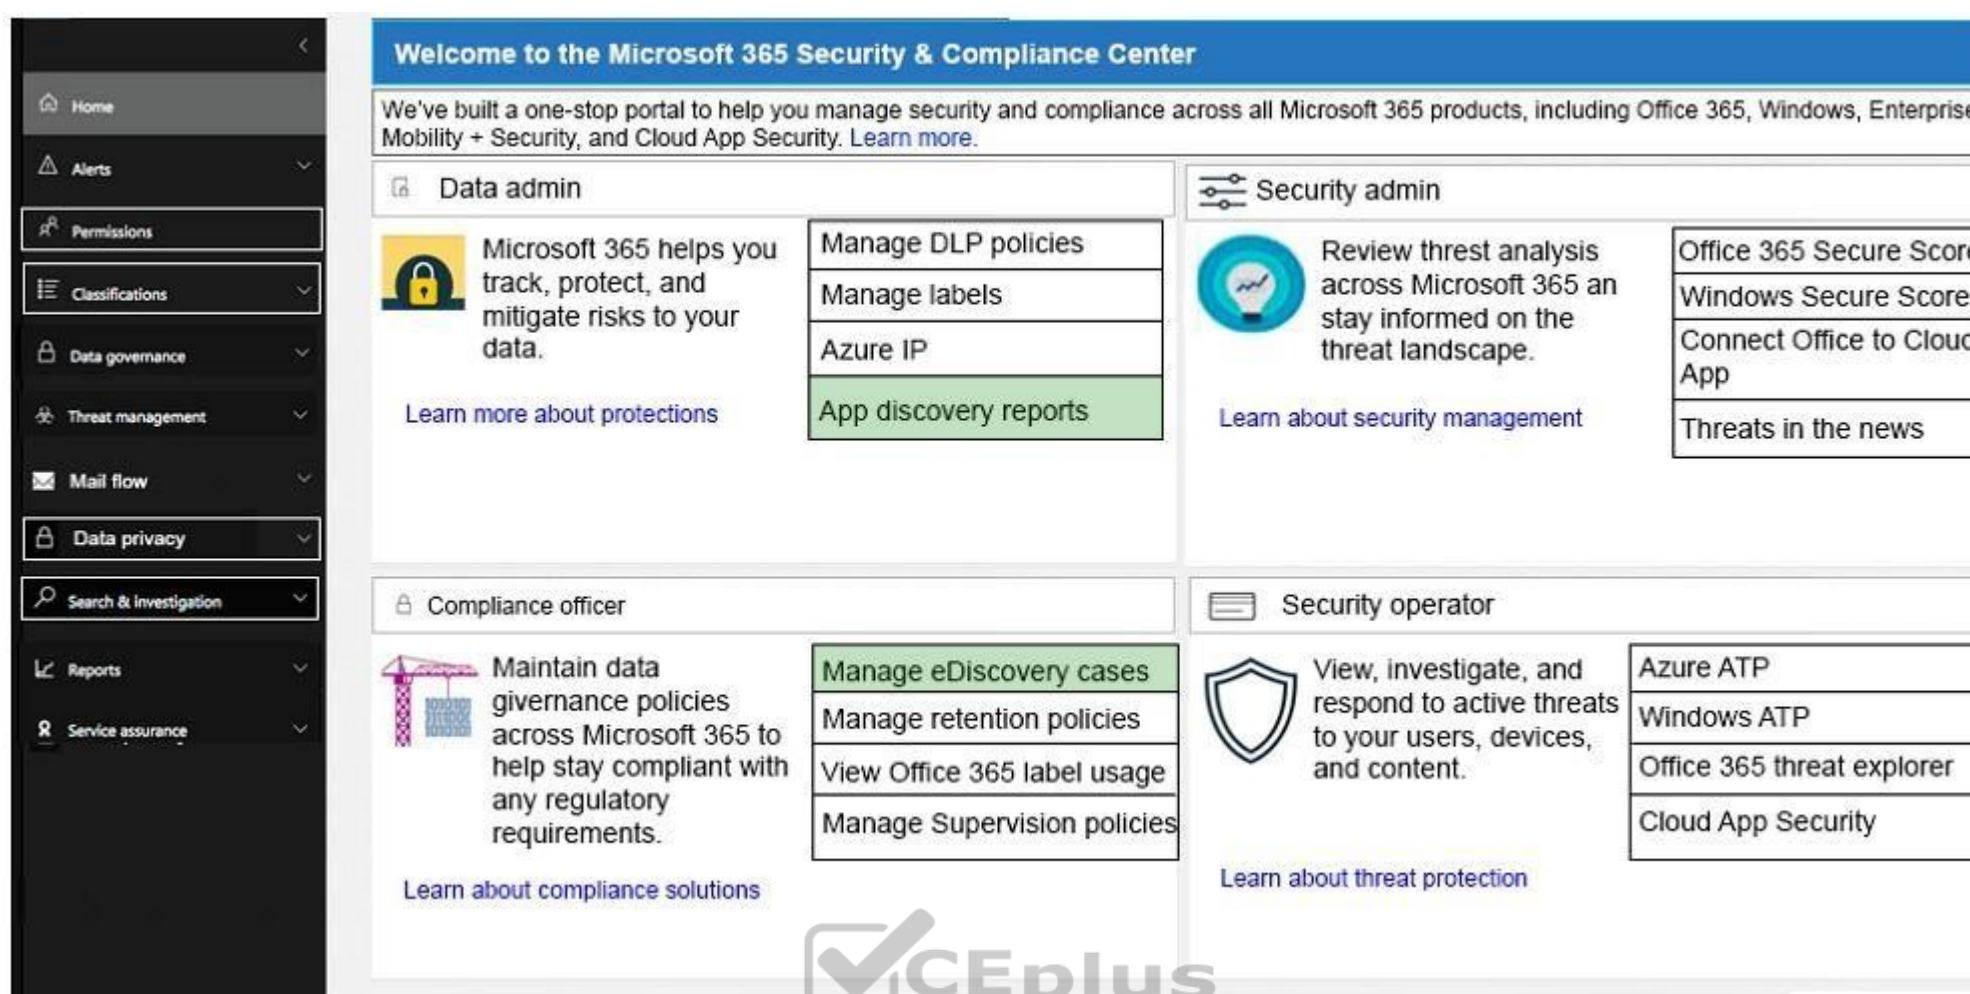 Home
Alerts
Permissions
Classifications
Data governance
Threat management
Mail flow
Data privacy
Search & investigation
Reports
Service assurance
Welcome to the Microsoft 365 Security & Compliance Center
We've built a one-stop portal to help you manage security and compliance across all Microsoft 365 products, including Office 365, Windows, Enterprise
Mobility + Security, and Cloud App Security. Learn more.
Data admin
Microsoft 365 helps you
track, protect, and
mitigate risks to your
data.
Learn more about protections
Manage DLP policies
Manage labels
Azure IP
App discovery reports
Security admin
Review threst analysis
across Microsoft 365 an
stay informed on the
threat landscape.
Learn about security management
Office 365 Secure Score
Windows Secure Score
Connect Office to Cloud
App
Threats in the news
Compliance officer
Maintain data
givernance policies
across Microsoft 365 to
help stay compliant with
any regulatory
requirements.
Learn about compliance solutions
Manage eDiscovery cases
Manage retention policies
View Office 365 label usage
Manage Supervision policies
Security operator
View, investigate, and
respond to active threats
to your users, devices,
and content.
Learn about threat protection
Azure ATP
Windows ATP
Office 365 threat explorer
Cloud App Security
CEplus